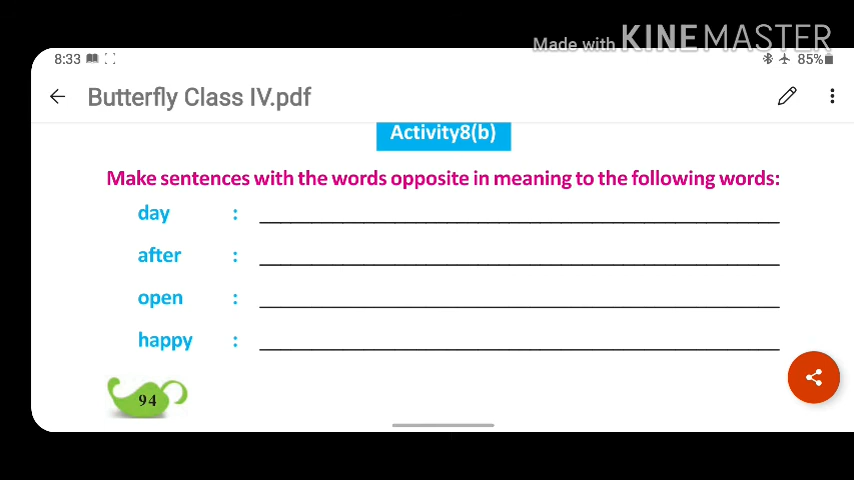 Made with KINEMASTER
8:33 85%
Butterfly Class IV.pdf
Activity8(b)
Make sentences with the words opposite in meaning to the following words:
day :
after :
open :
happy :
94